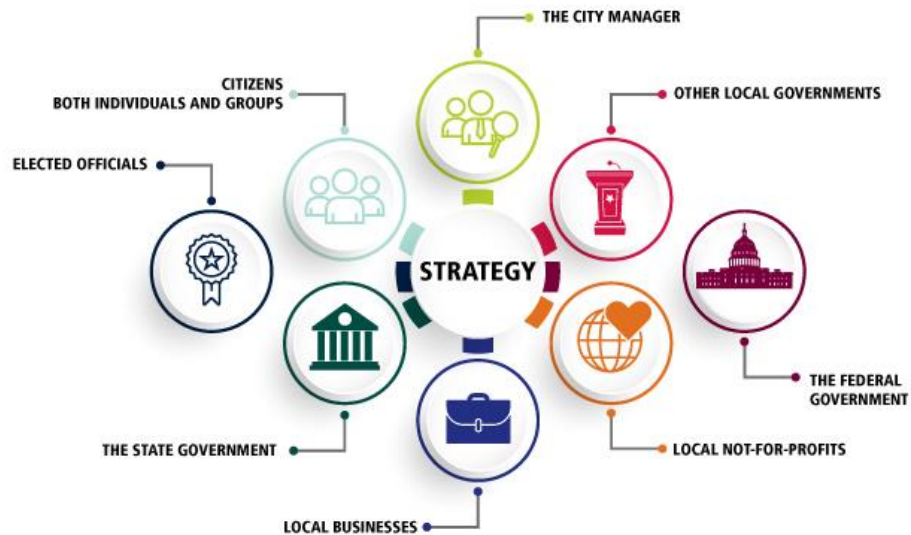 THE CITY MANAGER
CITIZENS
BOTH INDIVIDUALS AND GROUPS
OTHER LOCAL GOVERNMENTS
ELECTED OFFICIALS
STRATEGY
THE FEDERAL
GOVERNMENT
THE STATE GOVERNMENT
LOCAL NOT-FOR-PROFITS
LOCAL BUSINESSES